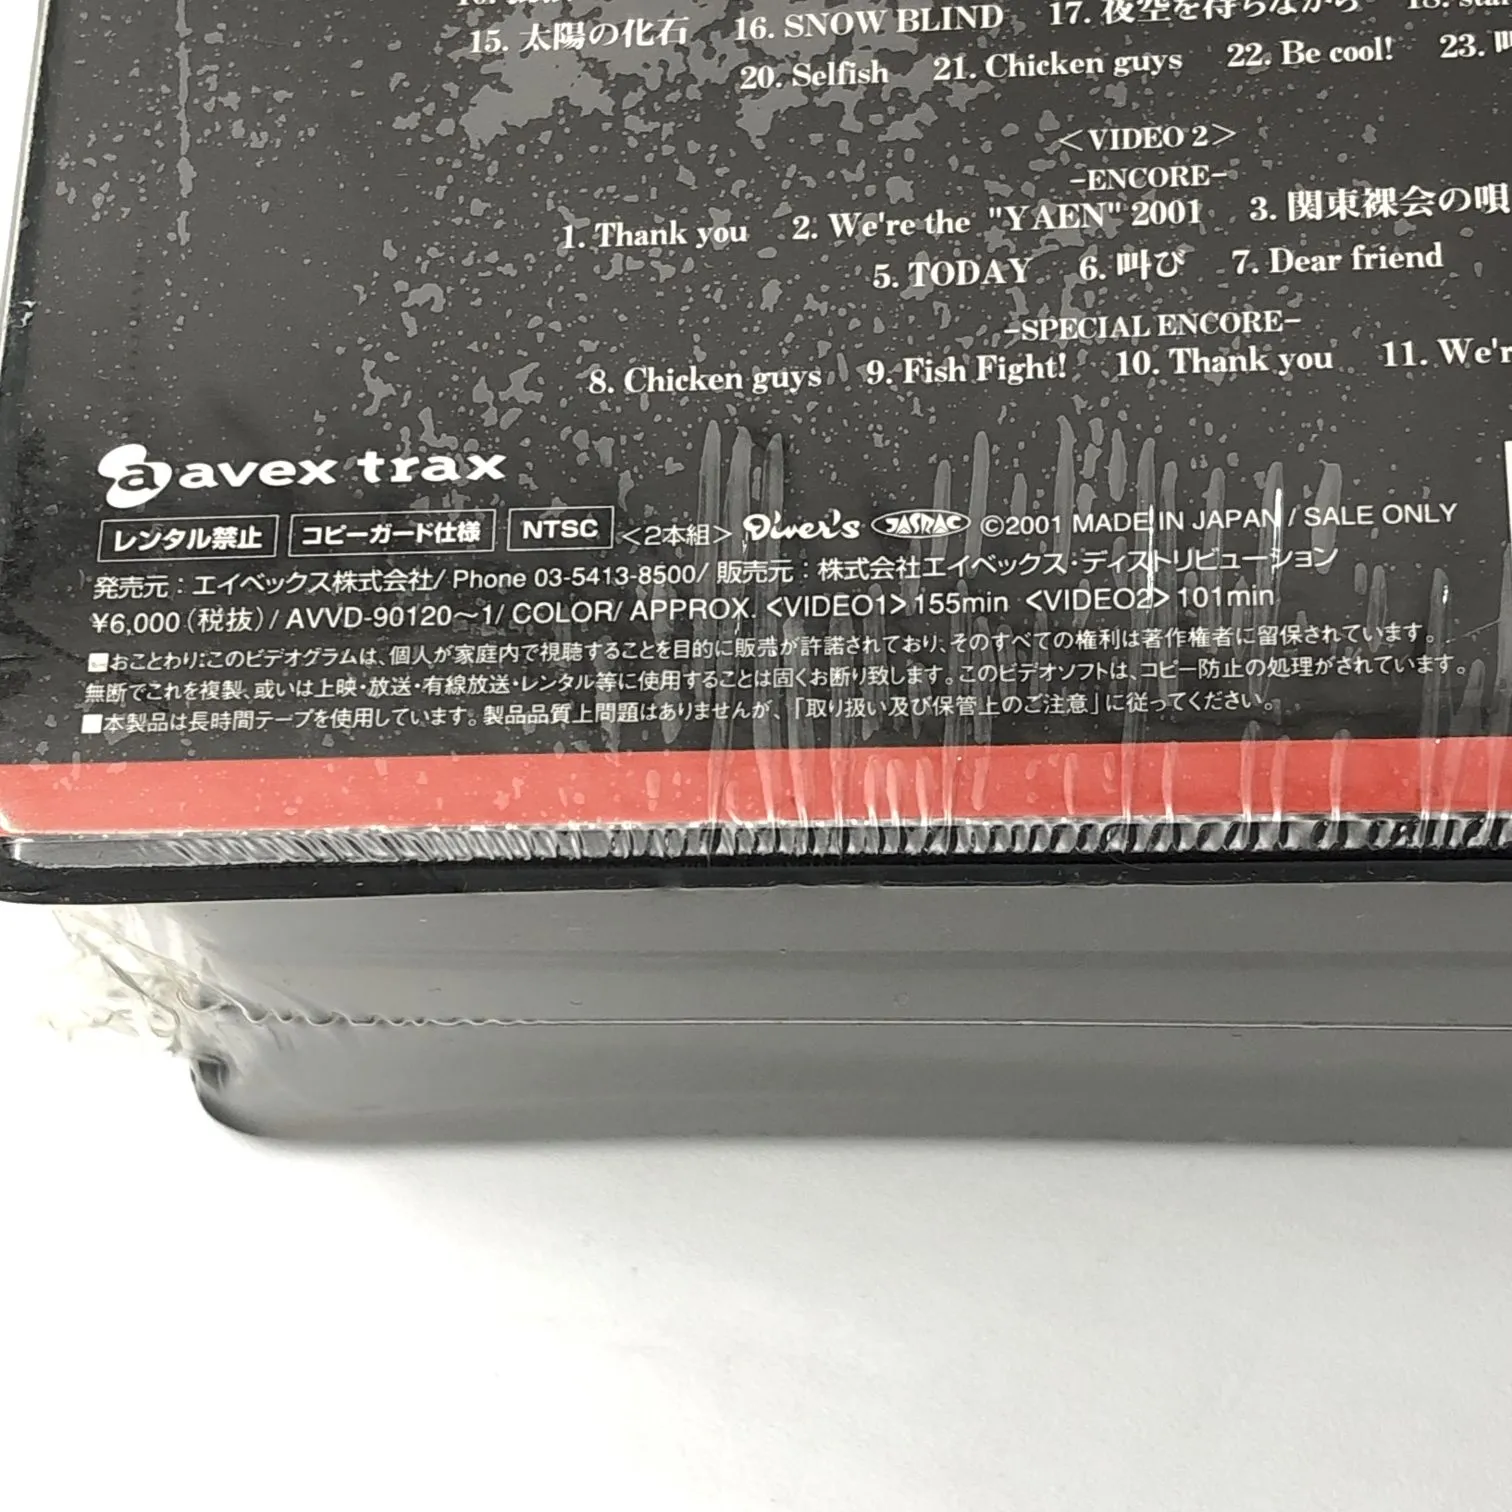 15. 太陽の化石 16. SNOW BLIND 17. 夜空を待ちながら 18.
20. Selfish 21. Chicken guys 22. Be cool! 23.
＜VIDEO 2＞
-ENCORE-
1. Thank you 2. We're the "YAEN" 2001 3. 関東裸会の唄
5. TODAY 6. 叫び 7. Dear friend
-SPECIAL ENCORE-
8. Chicken guys 9. Fish Fight! 10. Thank you 11.
a avex trax
レンタル禁止 コピーガード仕様 NTSC ＜2本組＞ Diver's JASRAC ©2001 MADE IN JAPAN / SALE ONLY
発売元：エイベックス株式会社/ Phone 03-5413-8500/ 販売元：株式会社エイベックス・ディストリビューション
¥6,000（税抜）/ AVVD-90120～1/ COLOR/ APPROX. <VIDEO1> 155min <VIDEO2> 101min
■おことわり:このビデオグラムは、個人が家庭内で視聴することを目的に販売が許諾されており、そのすべての権利は著作権者に留保されています。
無断でこれを複製、或いは上映・放送・有線放送・レンタル等に使用することは固くお断り致します。このビデオソフトは、コピー防止の処理がされています。
■本製品は長時間テープを使用しています。製品品質上問題はありませんが、「取り扱い及び保管上のご注意」に従ってください。